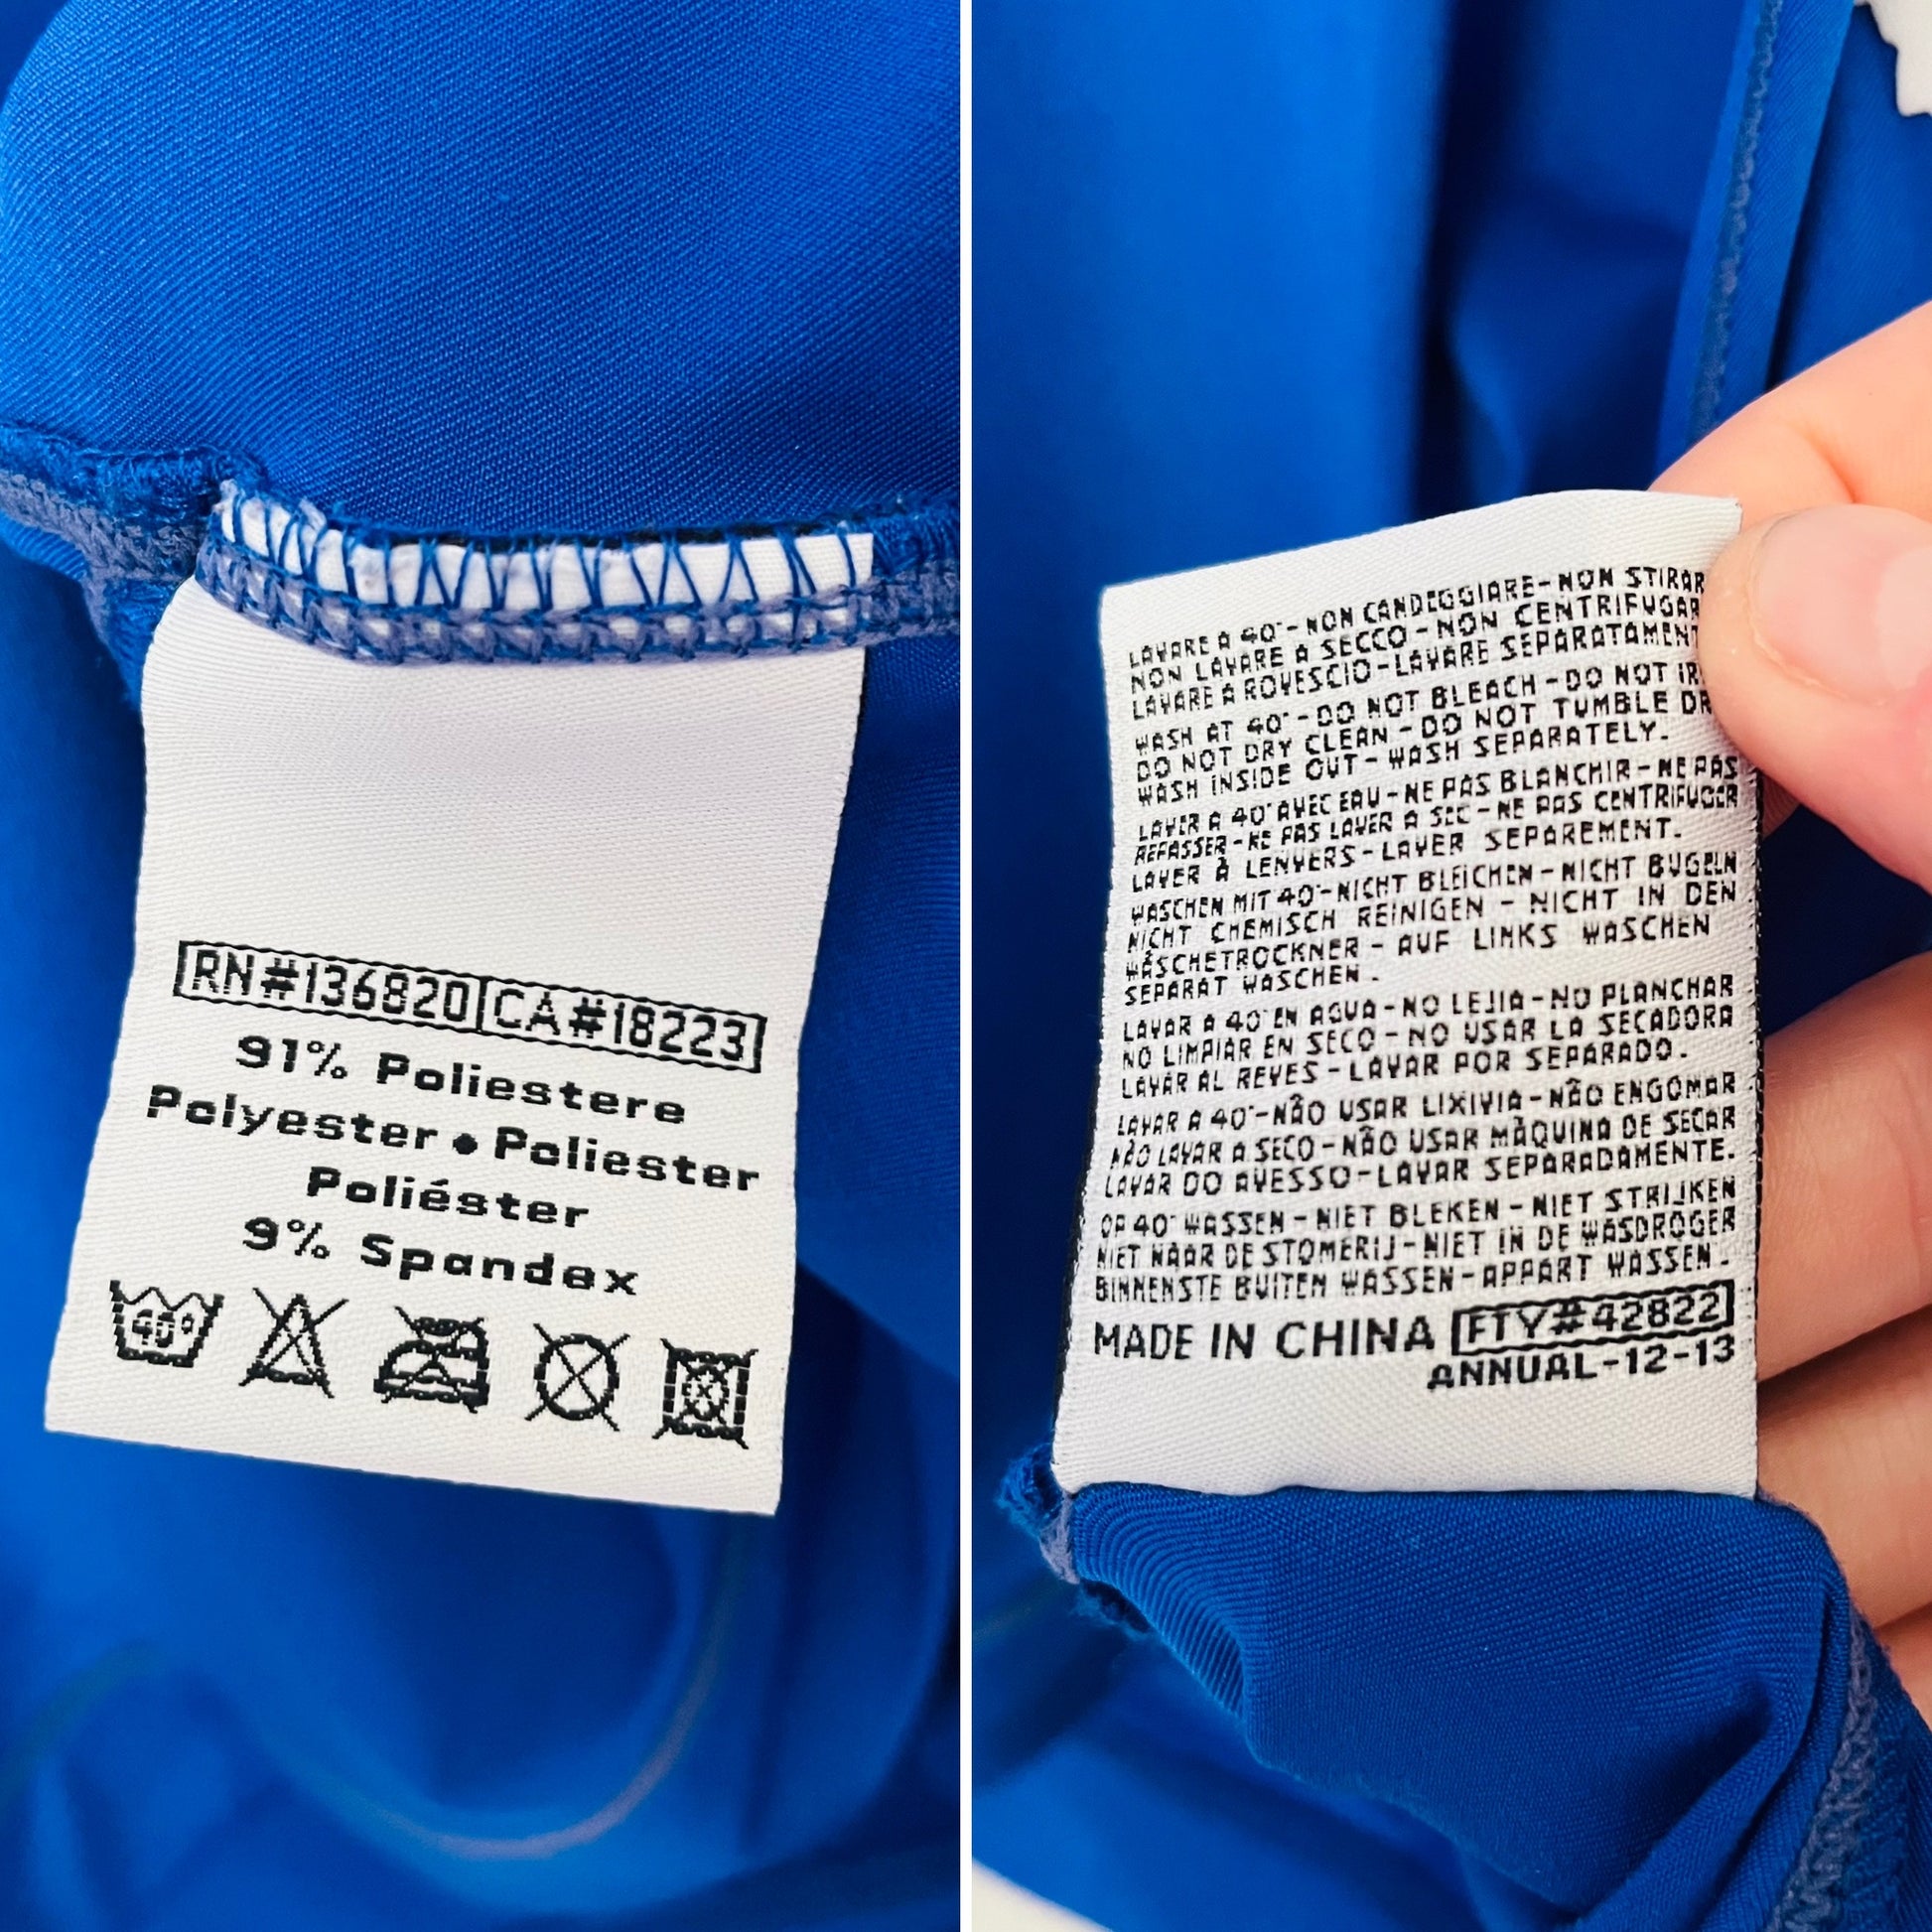 RN#136820 CA#18223
91% Poliestere
Polyester • Poliester
Poliéster
9% Spandex
40°
LAVARE A 40°-NON CANDEGGIARE-NON STIRAR
NON LAVARE A SECCO-NON CENTRIFUGAR
LAVARE A ROVESCIO-LAVARE SEPARATAMENT
WASH AT 40°-DO NOT BLEACH-DO NOT IR
DO NOT DRY CLEAN-DO NOT TUMBLE DR
WASH INSIDE OUT-WASH SEPARATELY.
LAVER A 40°AVEC EAU-NE PAS BLANCHIR-NE PAS
REPASSER-NE PAS LAVER A SEC-NE PAS CENTRIFUGER
LAVER À LENVERS-LAVER SEPAREMENT.
WASCHEN MIT 40°-NICHT BLEICHEN-NICHT BUGELN
NICHT CHEMISCH REINIGEN - NICHT IN DEN
WÄSCHETROCKNER - AUF LINKS WASCHEN
SEPARAT WASCHEN.
LAVAR A 40°EN AGUA-NO LEJIA-NO PLANCHAR
NO LIMPIAR EN SECO-NO USAR LA SECADORA
LAVAR AL REVES-LAVAR POR SEPARADO.
LAVAR A 40°-NÃO USAR LIXIVIA-NÃO ENGOMAR
NÃO LAVAR A SECO-NÃO USAR MÀQUINA DE SECAR
LAVAR DO AVESSO-LAVAR SEPARADAMENTE.
OP 40° WASSEN-NIET BLEKEN-NIET STRIJKEN
NIET NAAR DE STOMERIJ-NIET IN DE WASDROGER
BINNENSTE BUITEN WASSEN-APPART WASSEN.
MADE IN CHINA FTY#42822
ANNUAL-12-13